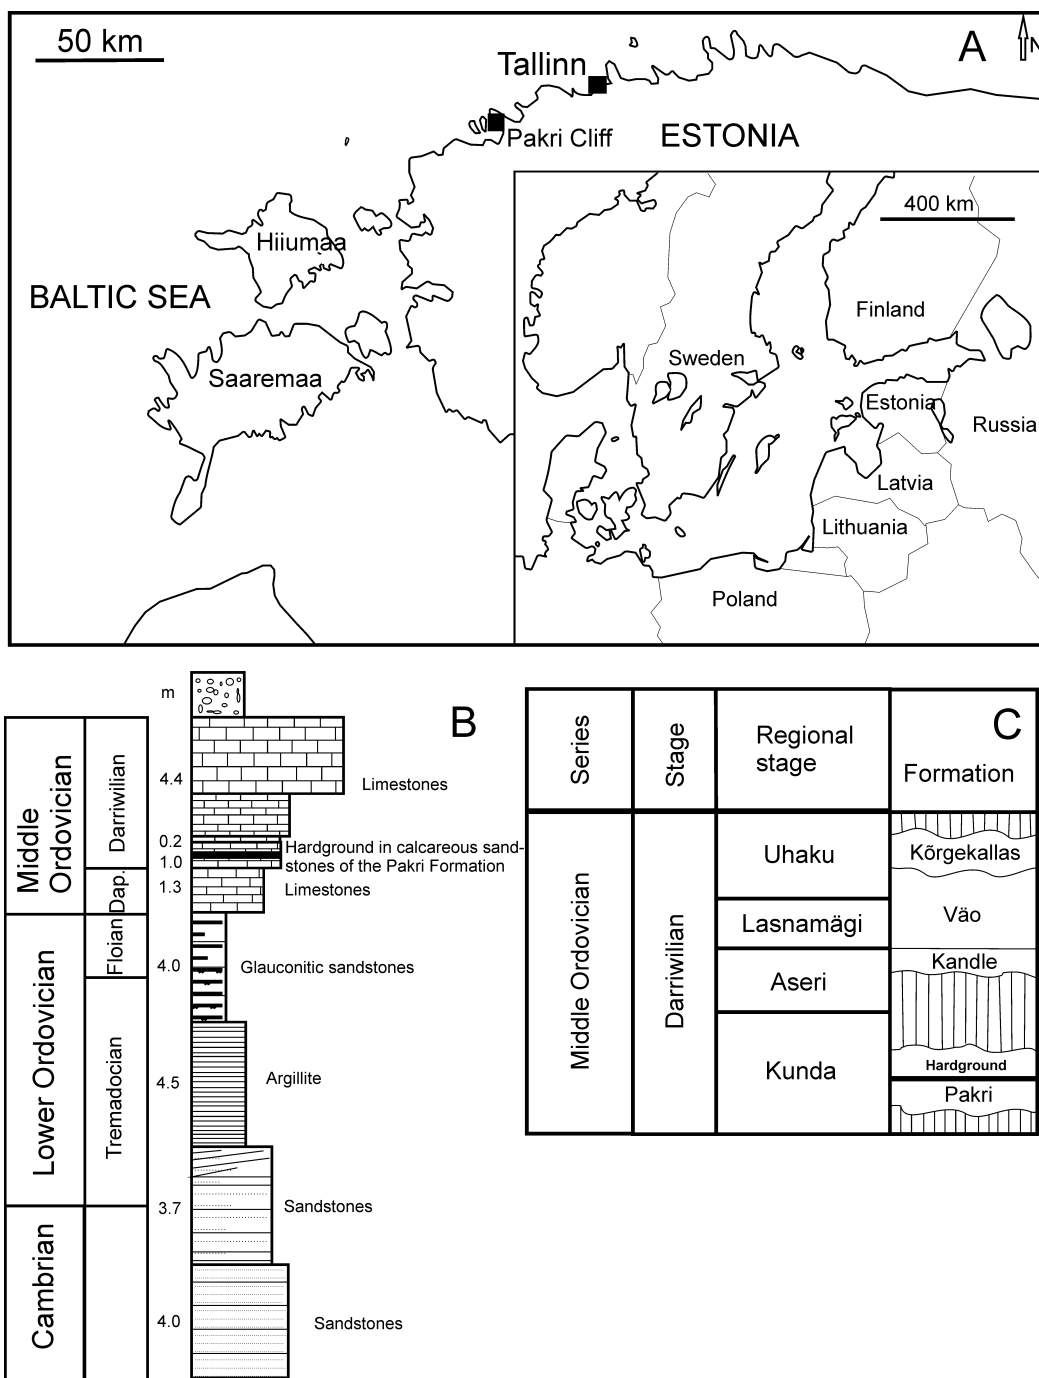 50 km
A
N
Tallinn
Pakri Cliff
ESTONIA
400 km
Hiiumaa
BALTIC SEA
Finland
Sweden
Saaremaa
Estonia
Russia
Latvia
Lithuania
Poland
m
B
Middle
Ordovician
Darriwilian
4.4
Limestones
0.2
Hardground in calcareous sand-
stones of the Pakri Formation
1.0
Dap.
1.3
Limestones
Lower Ordovician
Floian
4.0
Glauconitic sandstones
Tremadocian
4.5
Argillite
3.7
Sandstones
Cambrian
4.0
Sandstones
C
Series
Stage
Regional
stage
Formation
Middle Ordovician
Darriwilian
Uhaku
Kõrgekallas
Lasnamägi
Väo
Aseri
Kandle
Kunda
Hardground
Pakri